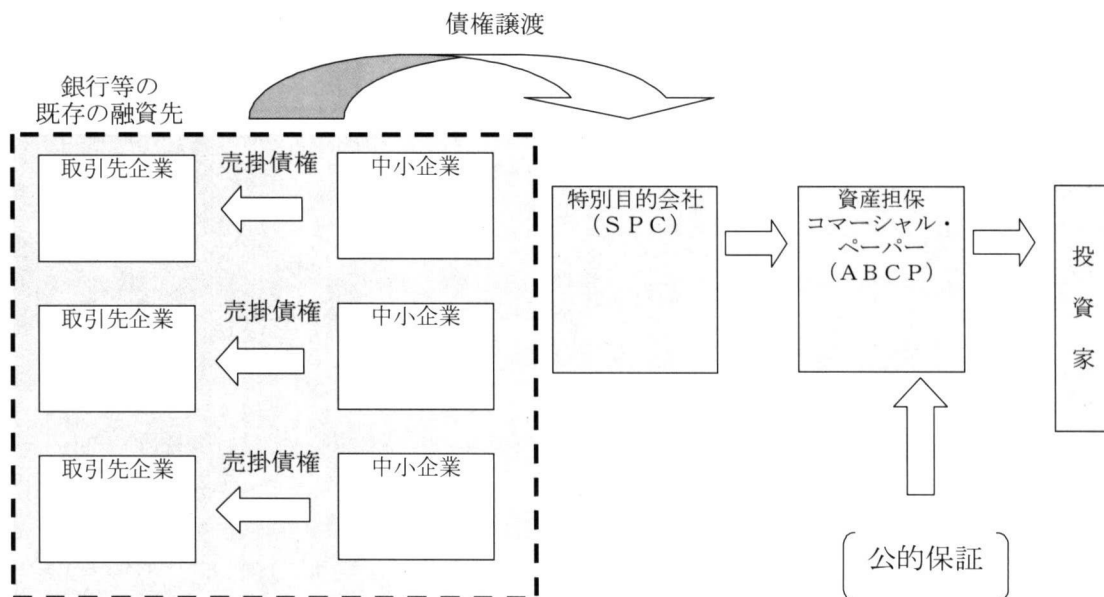 債権譲渡
銀行等の
既存の融資先
取引先企業
売掛債権
中小企業
取引先企業
売掛債権
中小企業
取引先企業
売掛債権
中小企業
特別目的会社
(SPC)
資産担保
コマーシャル・
ペーパー
(ABCP)
投
資
家
公的保証